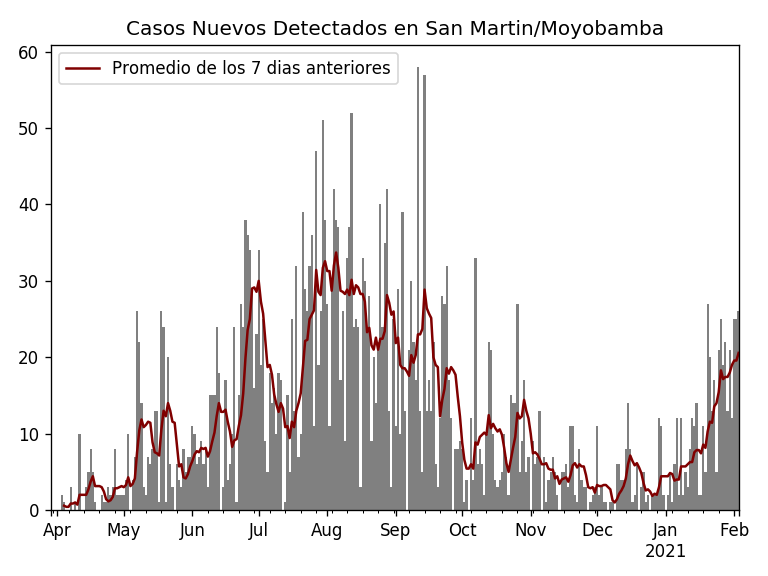 Casos Nuevos Detectados en San Martin/Moyobamba
Promedio de los 7 dias anteriores
60
50
40
30
20
10
0
Apr May Jun Jul Aug Sep Oct Nov Dec Jan Feb
2021